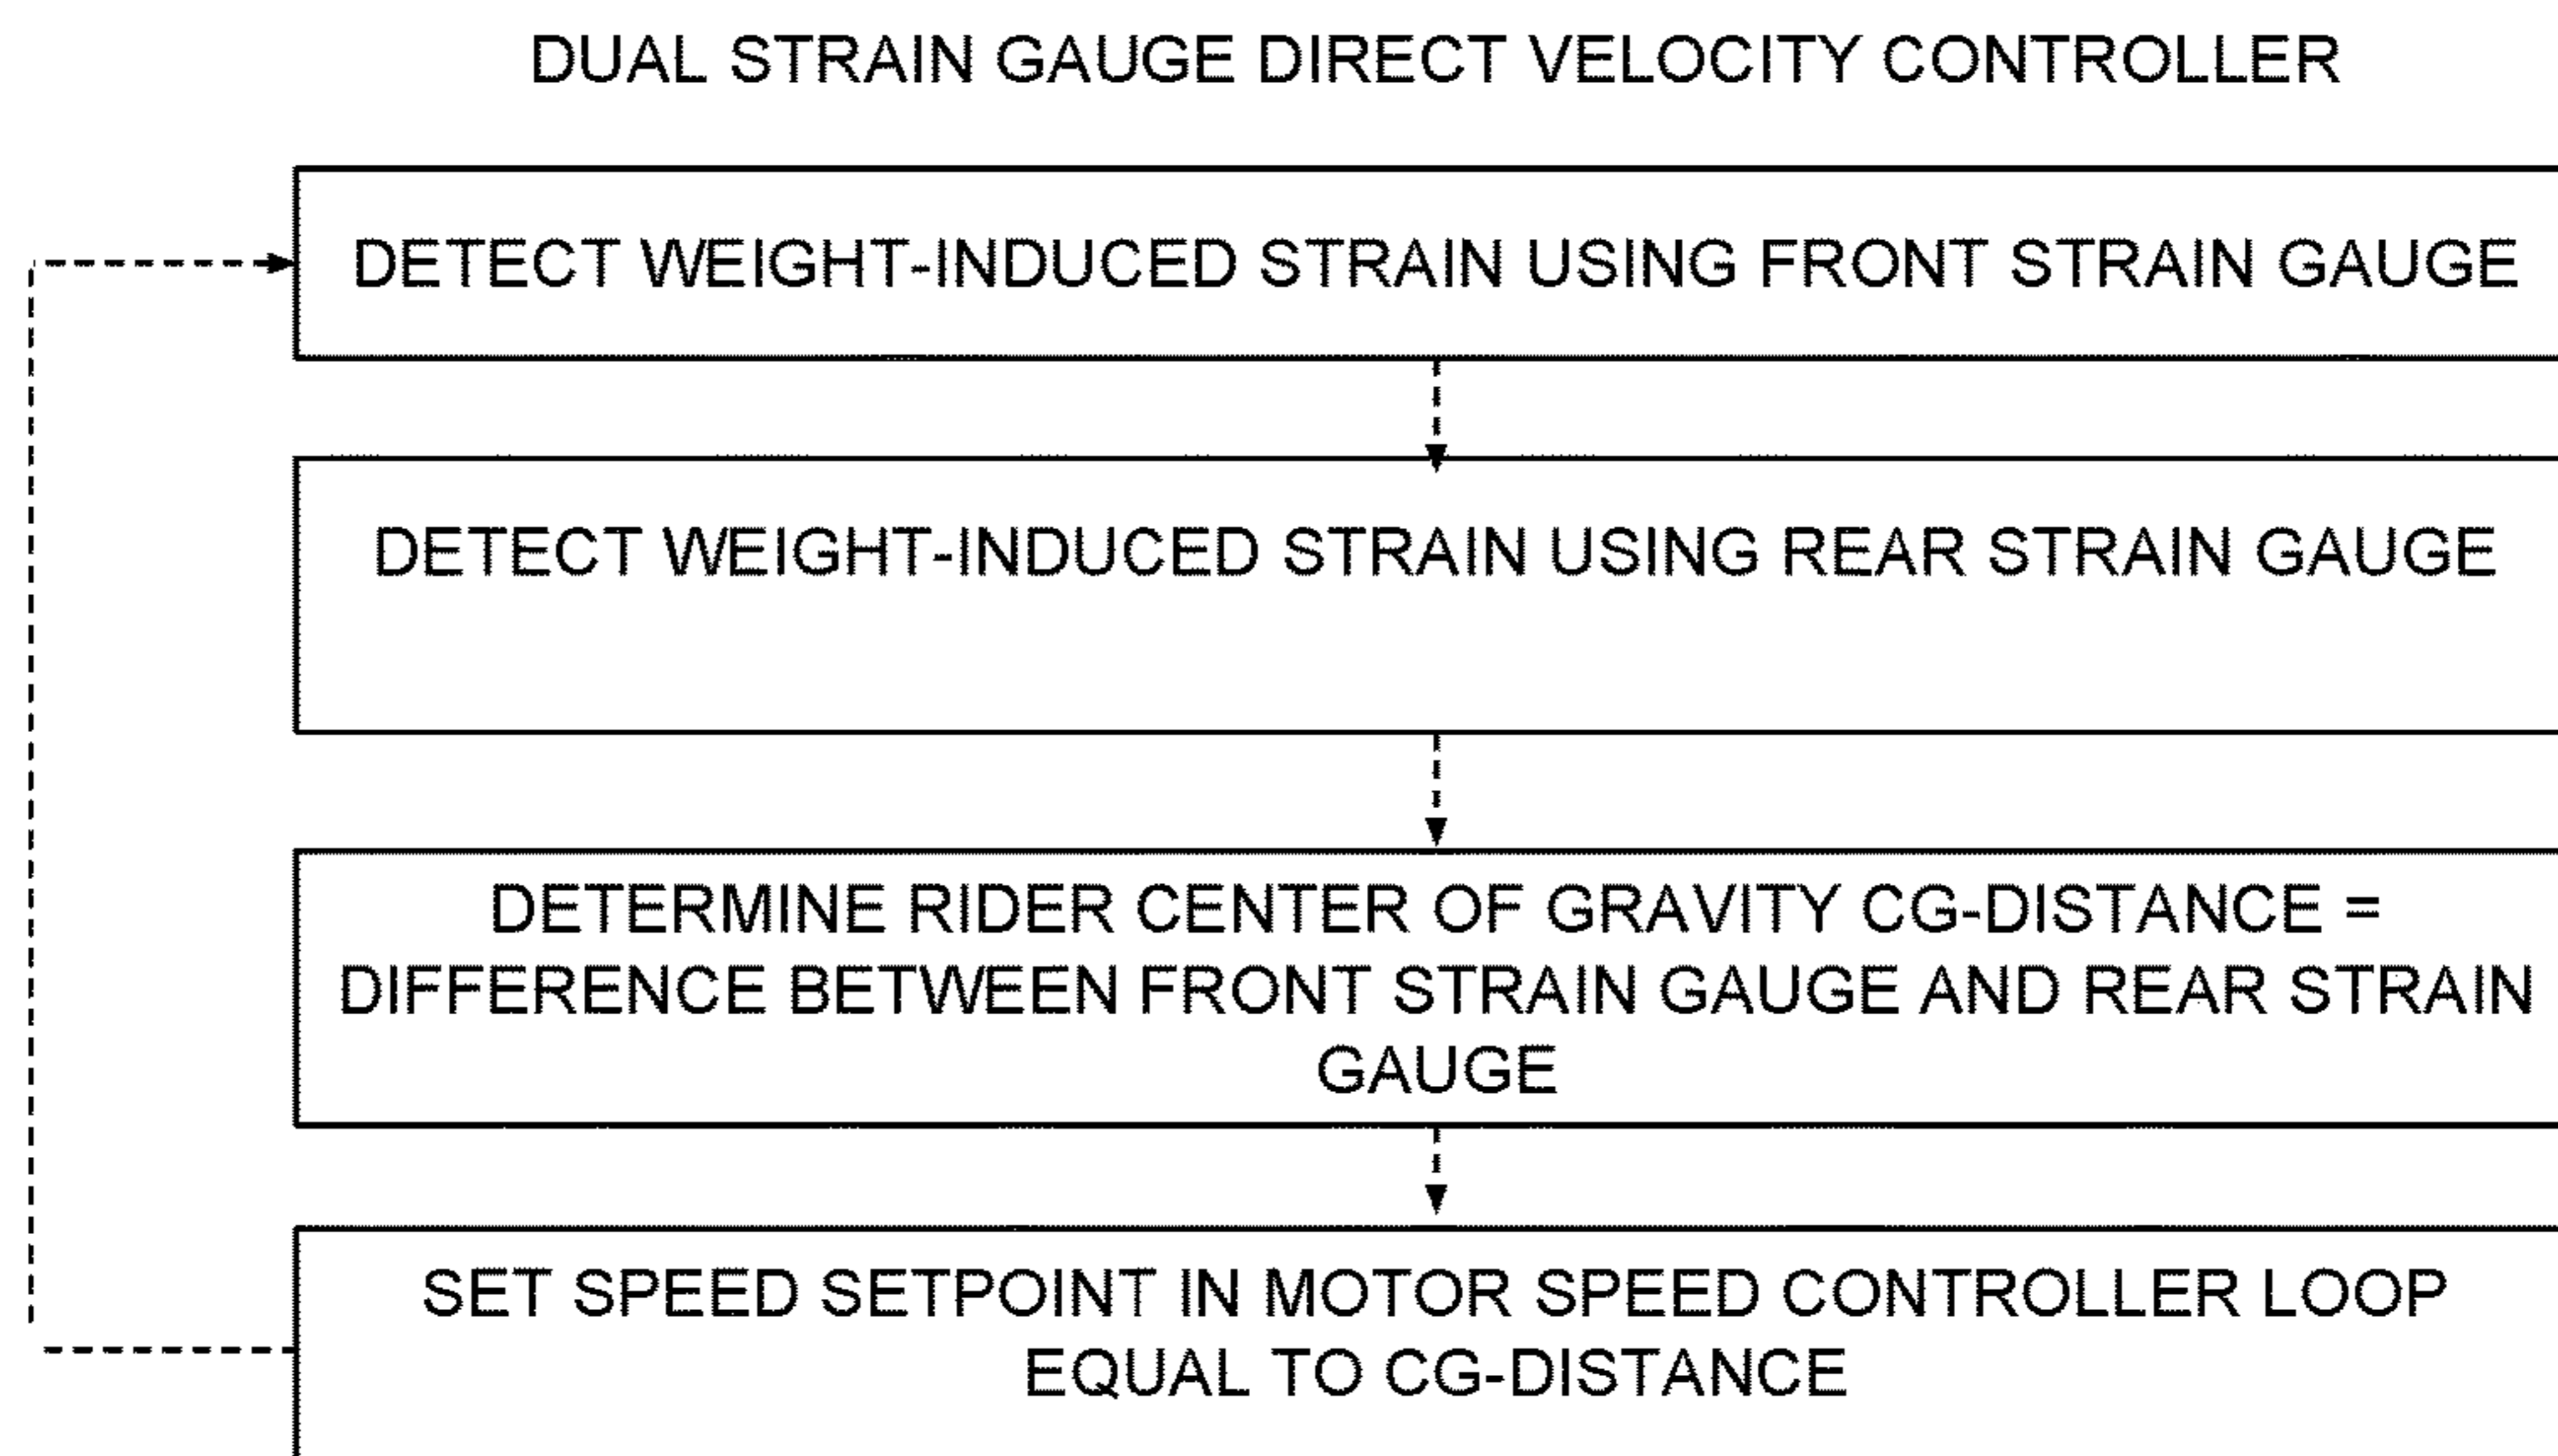 DUAL STRAIN GAUGE DIRECT VELOCITY CONTROLLER
DETECT WEIGHT-INDUCED STRAIN USING FRONT STRAIN GAUGE
DETECT WEIGHT-INDUCED STRAIN USING REAR STRAIN GAUGE
DETERMINE RIDER CENTER OF GRAVITY CG-DISTANCE =
DIFFERENCE BETWEEN FRONT STRAIN GAUGE AND REAR STRAIN
GAUGE
SET SPEED SETPOINT IN MOTOR SPEED CONTROLLER LOOP
EQUAL TO CG-DISTANCE